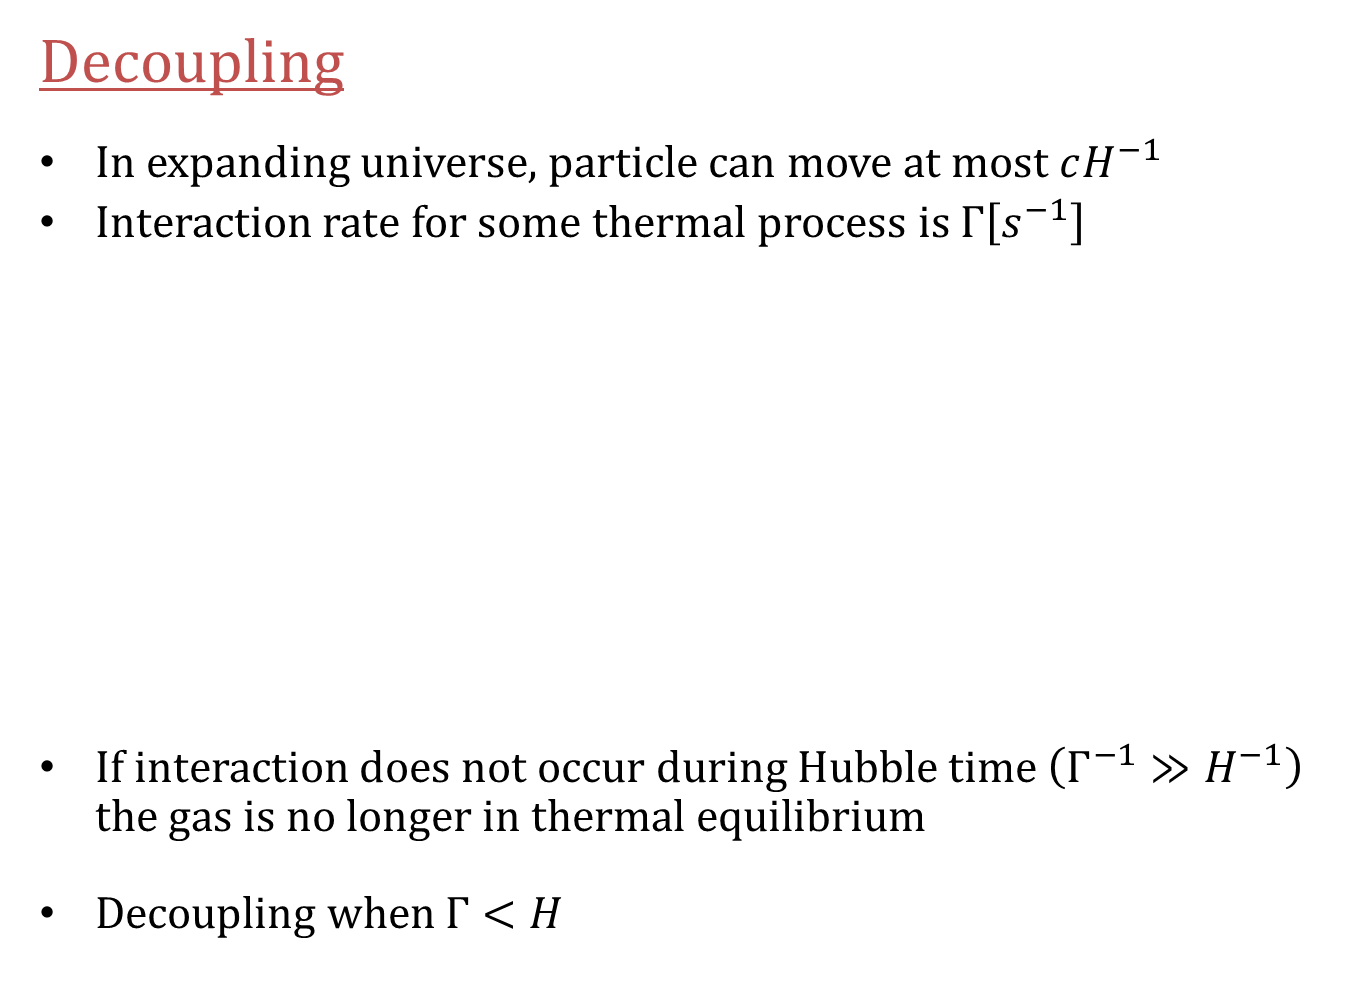 Decoupling
• In expanding universe, particle can move at most cH⁻¹
• Interaction rate for some thermal process is Γ[s⁻¹]
• If interaction does not occur during Hubble time (Γ⁻¹ ≫ H⁻¹)
the gas is no longer in thermal equilibrium
• Decoupling when Γ < H